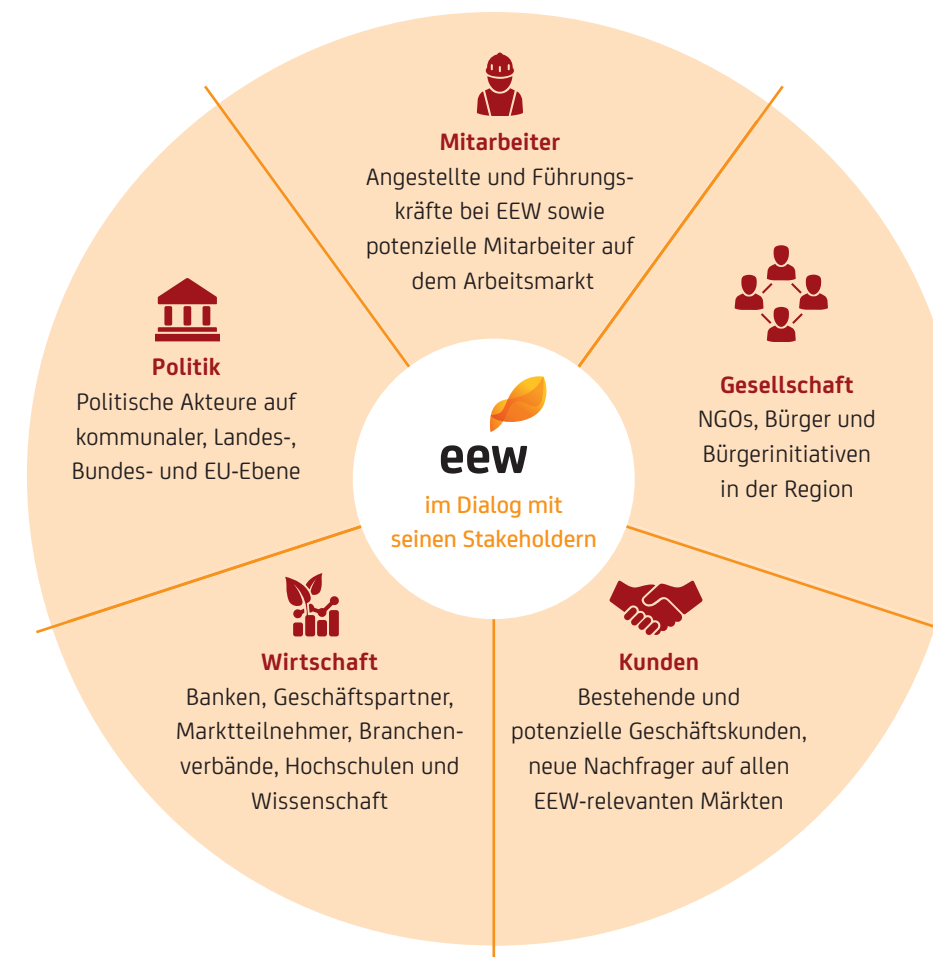 Mitarbeiter
Angestellte und Führungs-
kräfte bei EEW sowie
potenzielle Mitarbeiter auf
dem Arbeitsmarkt
Gesellschaft
NGOs, Bürger und
Bürgerinitiativen
in der Region
Kunden
Bestehende und
potenzielle Geschäftskunden,
neue Nachfrager auf allen
EEW-relevanten Märkten
Wirtschaft
Banken, Geschäftspartner,
Marktteilnehmer, Branchen-
verbände, Hochschulen und
Wissenschaft
Politik
Politische Akteure auf
kommunaler, Landes-,
Bundes- und EU-Ebene
eew
im Dialog mit
seinen Stakeholdern